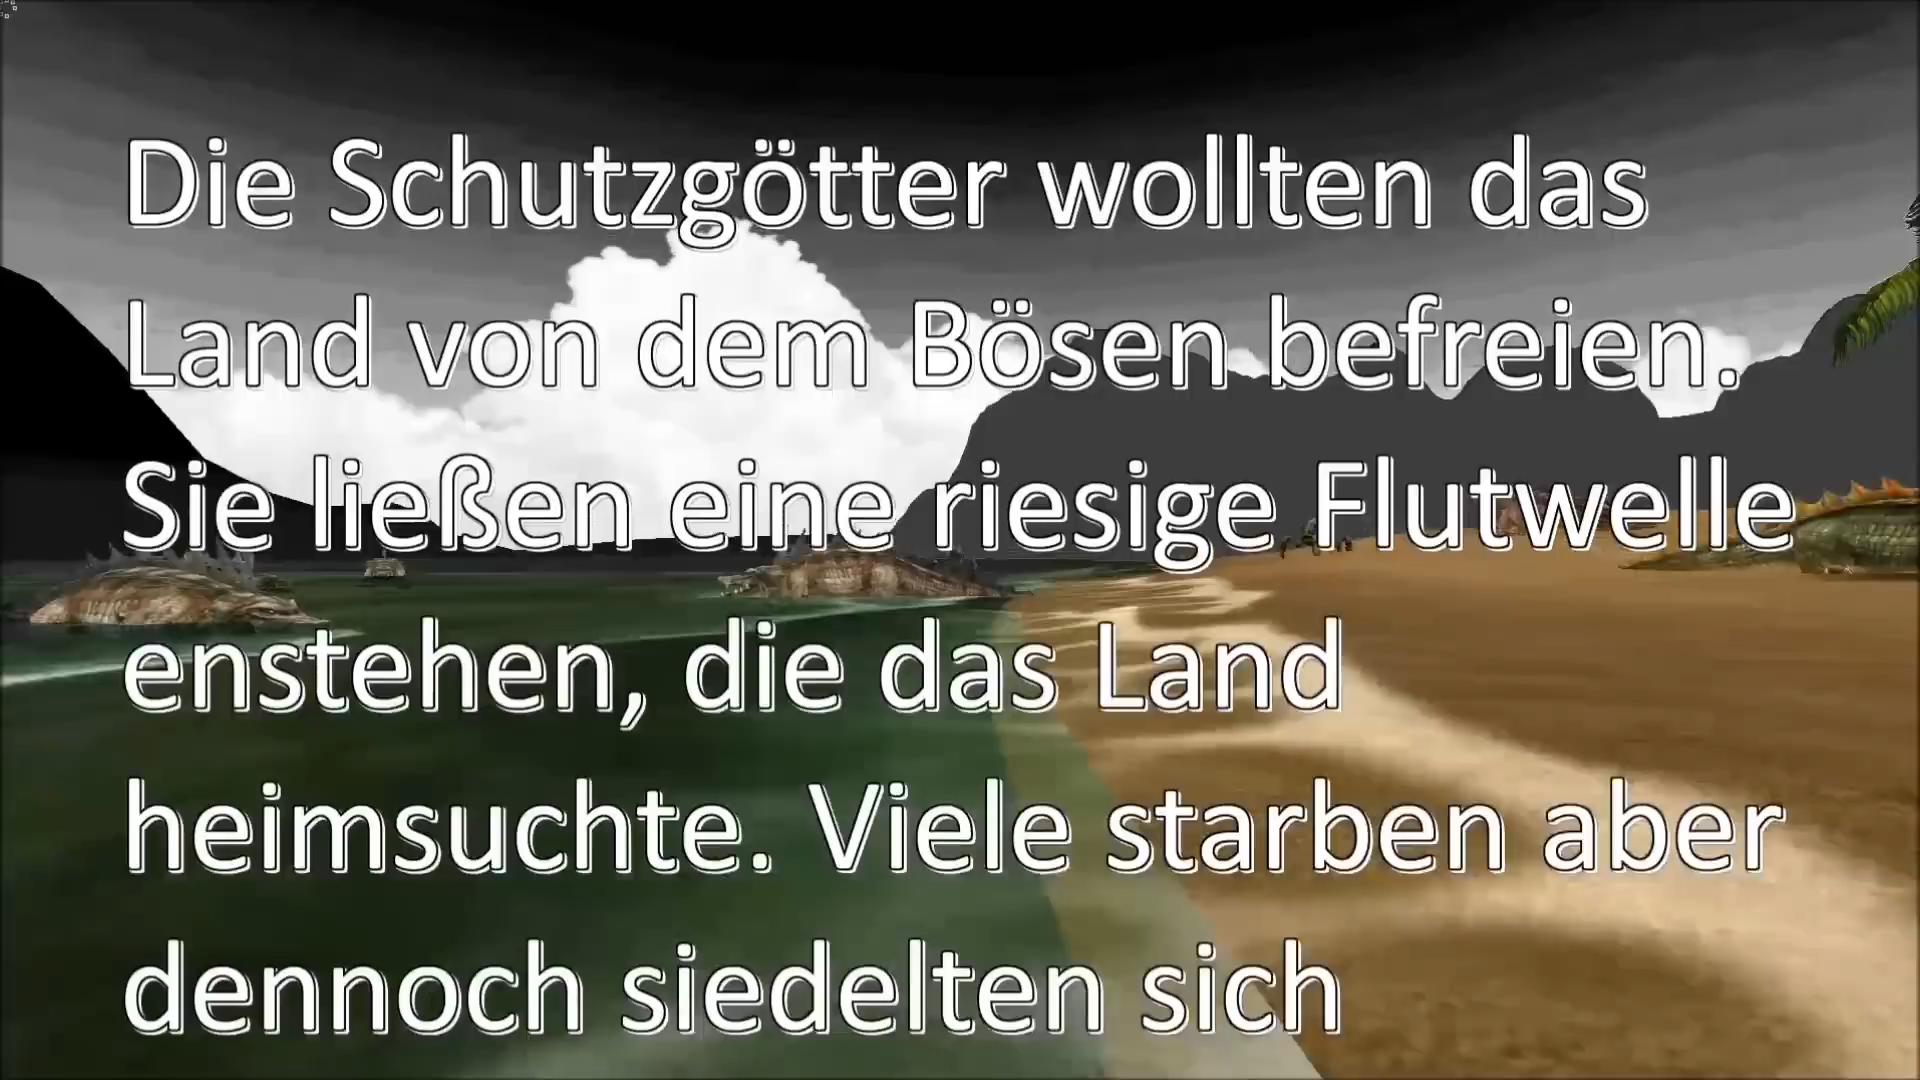 Die Schutzgötter wollten das
Land von dem Bösen befreien.
Sie ließen eine riesige Flutwelle
enstehen, die das Land
heimsuchte. Viele starben aber
dennoch siedelten sich